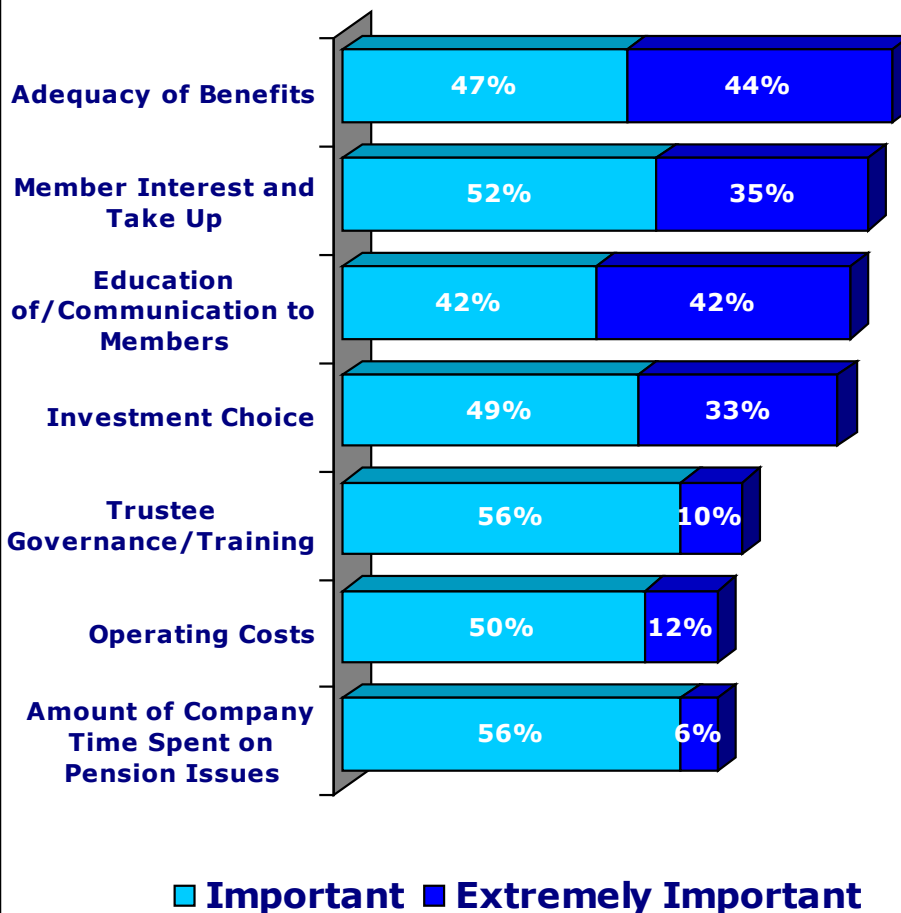 Adequacy of Benefits
47% 44%
Member Interest and
Take Up
52% 35%
Education
of/Communication to
Members
42% 42%
Investment Choice
49% 33%
Trustee
Governance/Training
56% 10%
Operating Costs
50% 12%
Amount of Company
Time Spent on
Pension Issues
56% 6%
Important Extremely Important